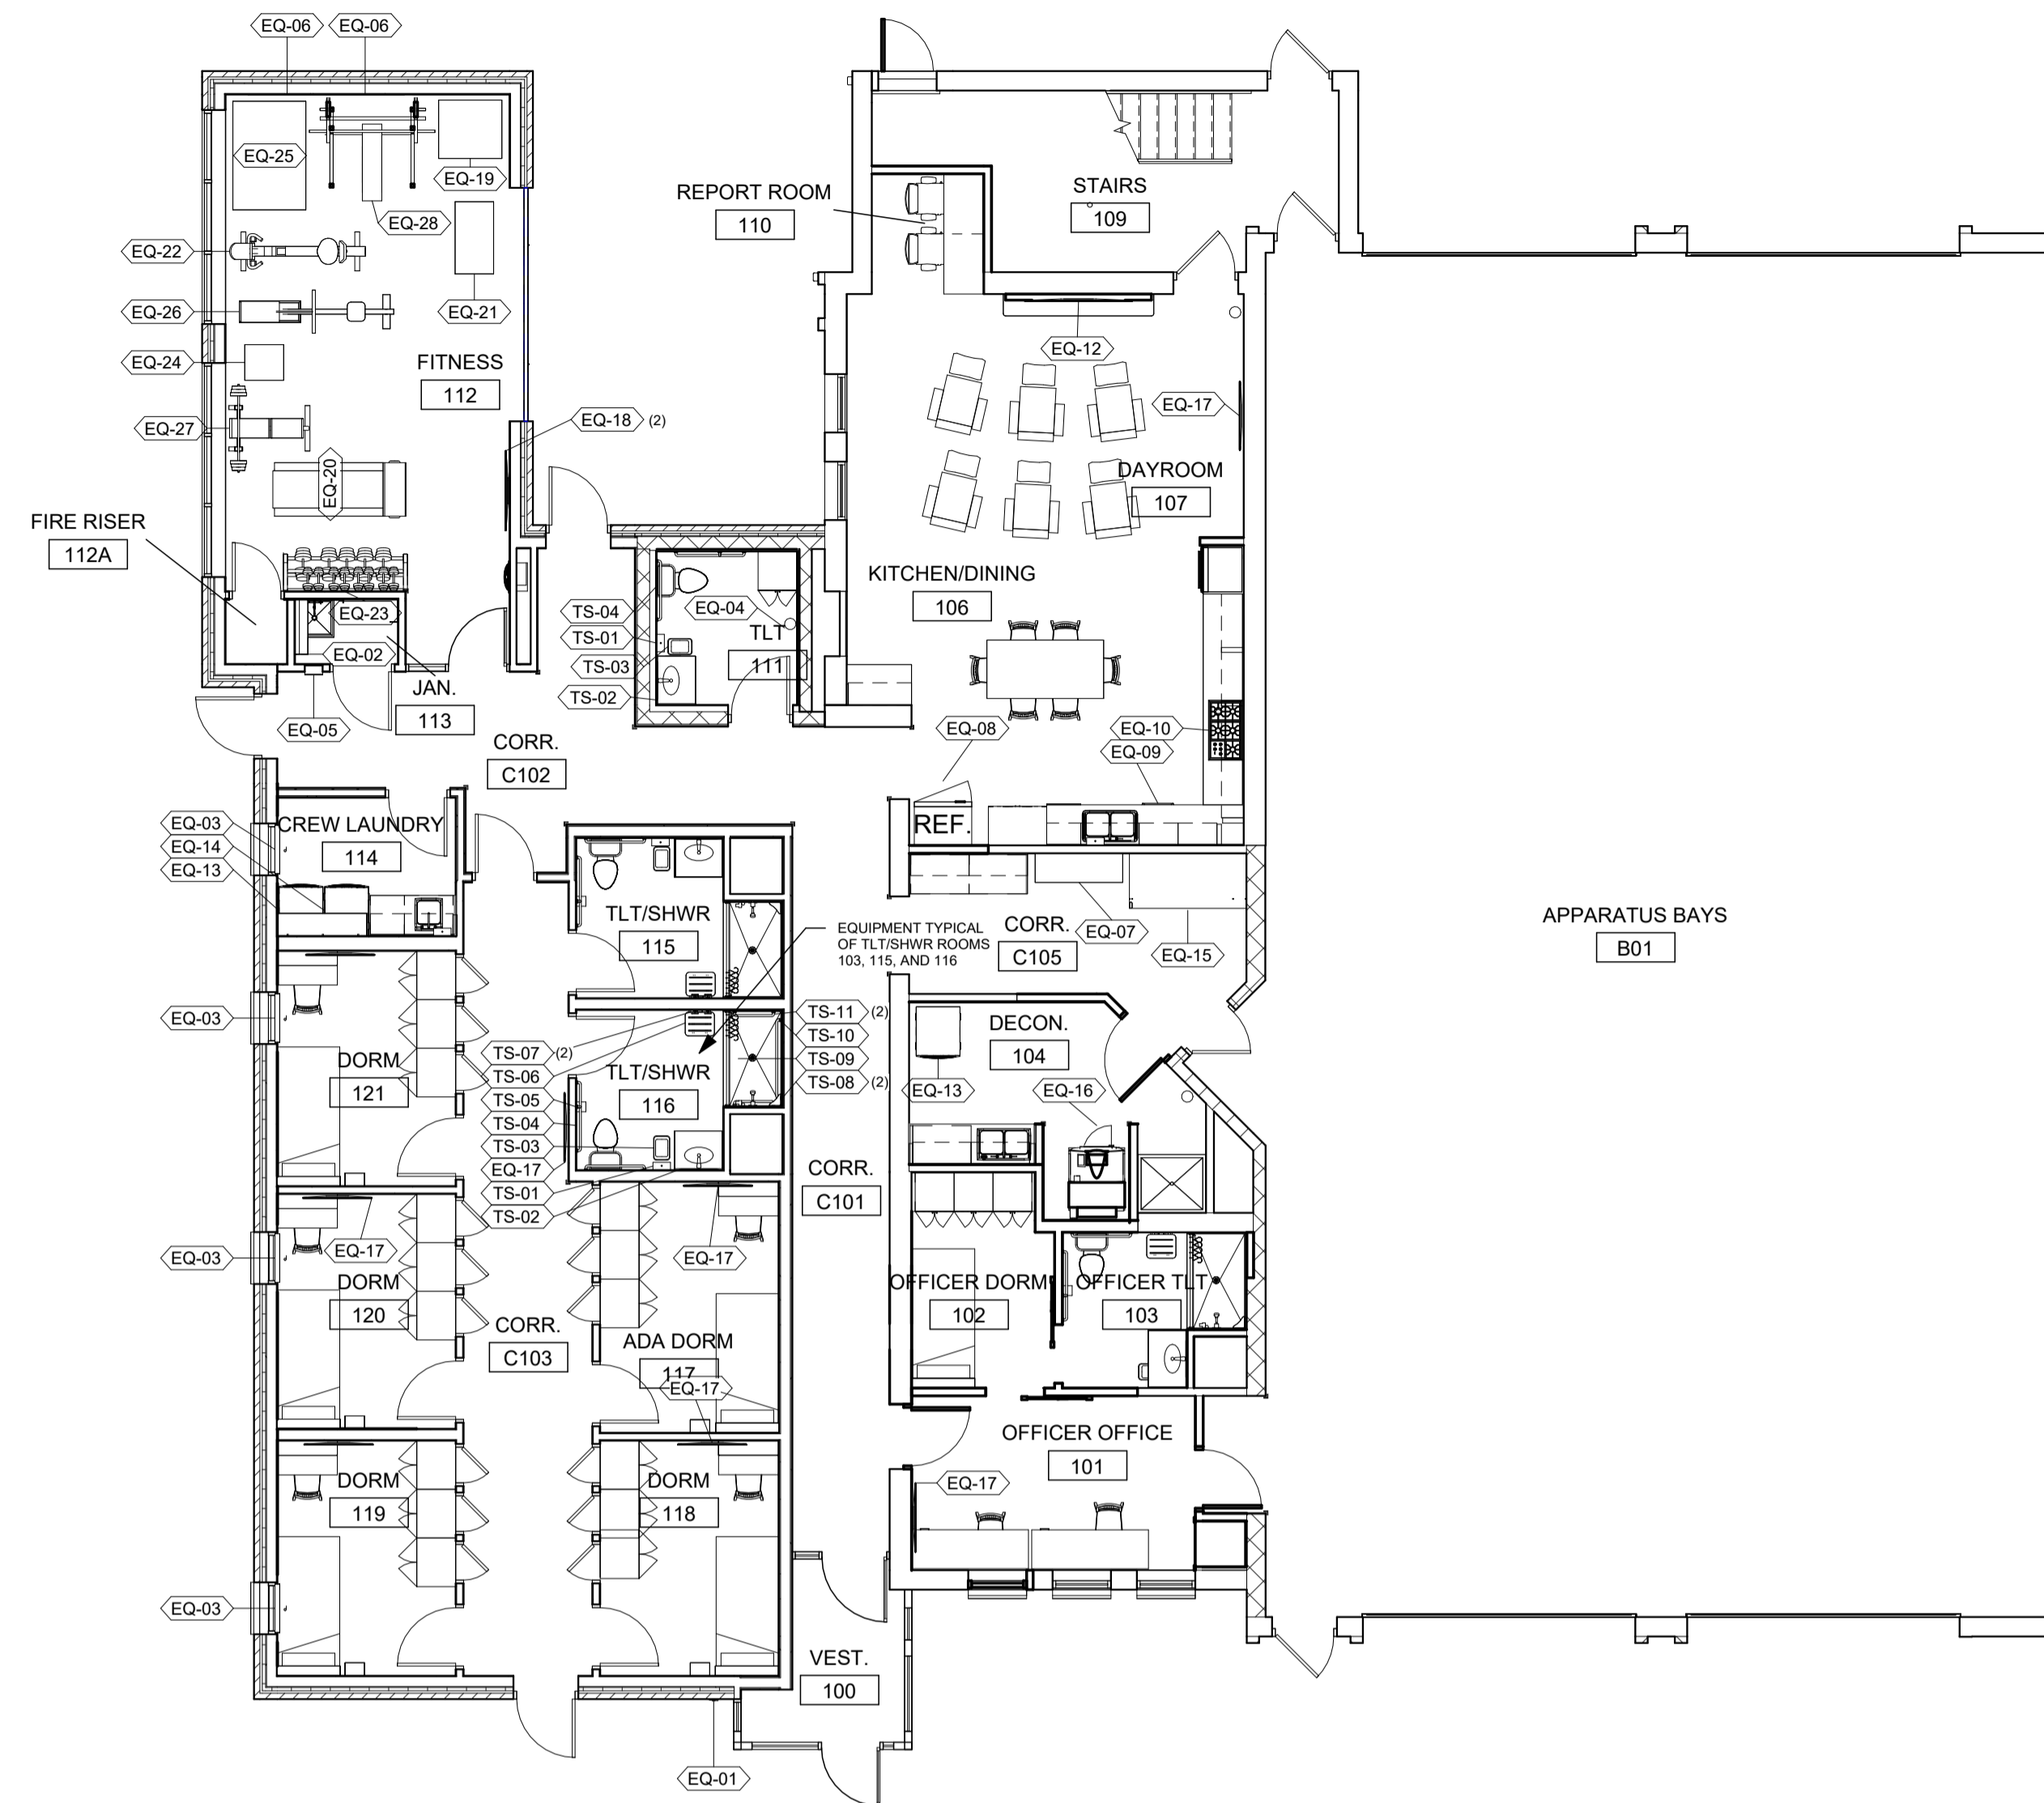 EQ-06
EQ-06
EQ-25
EQ-19
EQ-28
EQ-22
EQ-26
EQ-21
EQ-24
FITNESS
112
EQ-27
EQ-18 (2)
EQ-20
FIRE RISER
112A
EQ-23
EQ-02
JAN.
113
EQ-05
REPORT ROOM
110
STAIRS
109
EQ-12
EQ-17
DAYROOM
107
KITCHEN/DINING
106
TS-04
TS-01
TS-03
TS-02
EQ-04
TLT
111
EQ-08
EQ-10
EQ-09
REF.
CORR.
C102
EQ-03
EQ-14
EQ-13
CREW LAUNDRY
114
TLT/SHWR
115
EQUIPMENT TYPICAL
OF TLT/SHWR ROOMS
103, 115, AND 116
CORR.
C105
EQ-07
EQ-15
APPARATUS BAYS
B01
EQ-03
DORM
121
TS-07 (2)
TS-06
TS-05
TS-04
TS-03
EQ-17
TS-01
TS-02
TLT/SHWR
116
TS-11 (2)
TS-10
TS-09
TS-08 (2)
DECON.
104
EQ-13
EQ-16
CORR.
C101
EQ-03
EQ-17
DORM
120
CORR.
C103
EQ-17
ADA DORM
117
EQ-17
OFFICER DORM
102
OFFICER TLT
103
OFFICER OFFICE
101
EQ-17
DORM
119
DORM
118
EQ-03
VEST.
100
EQ-01